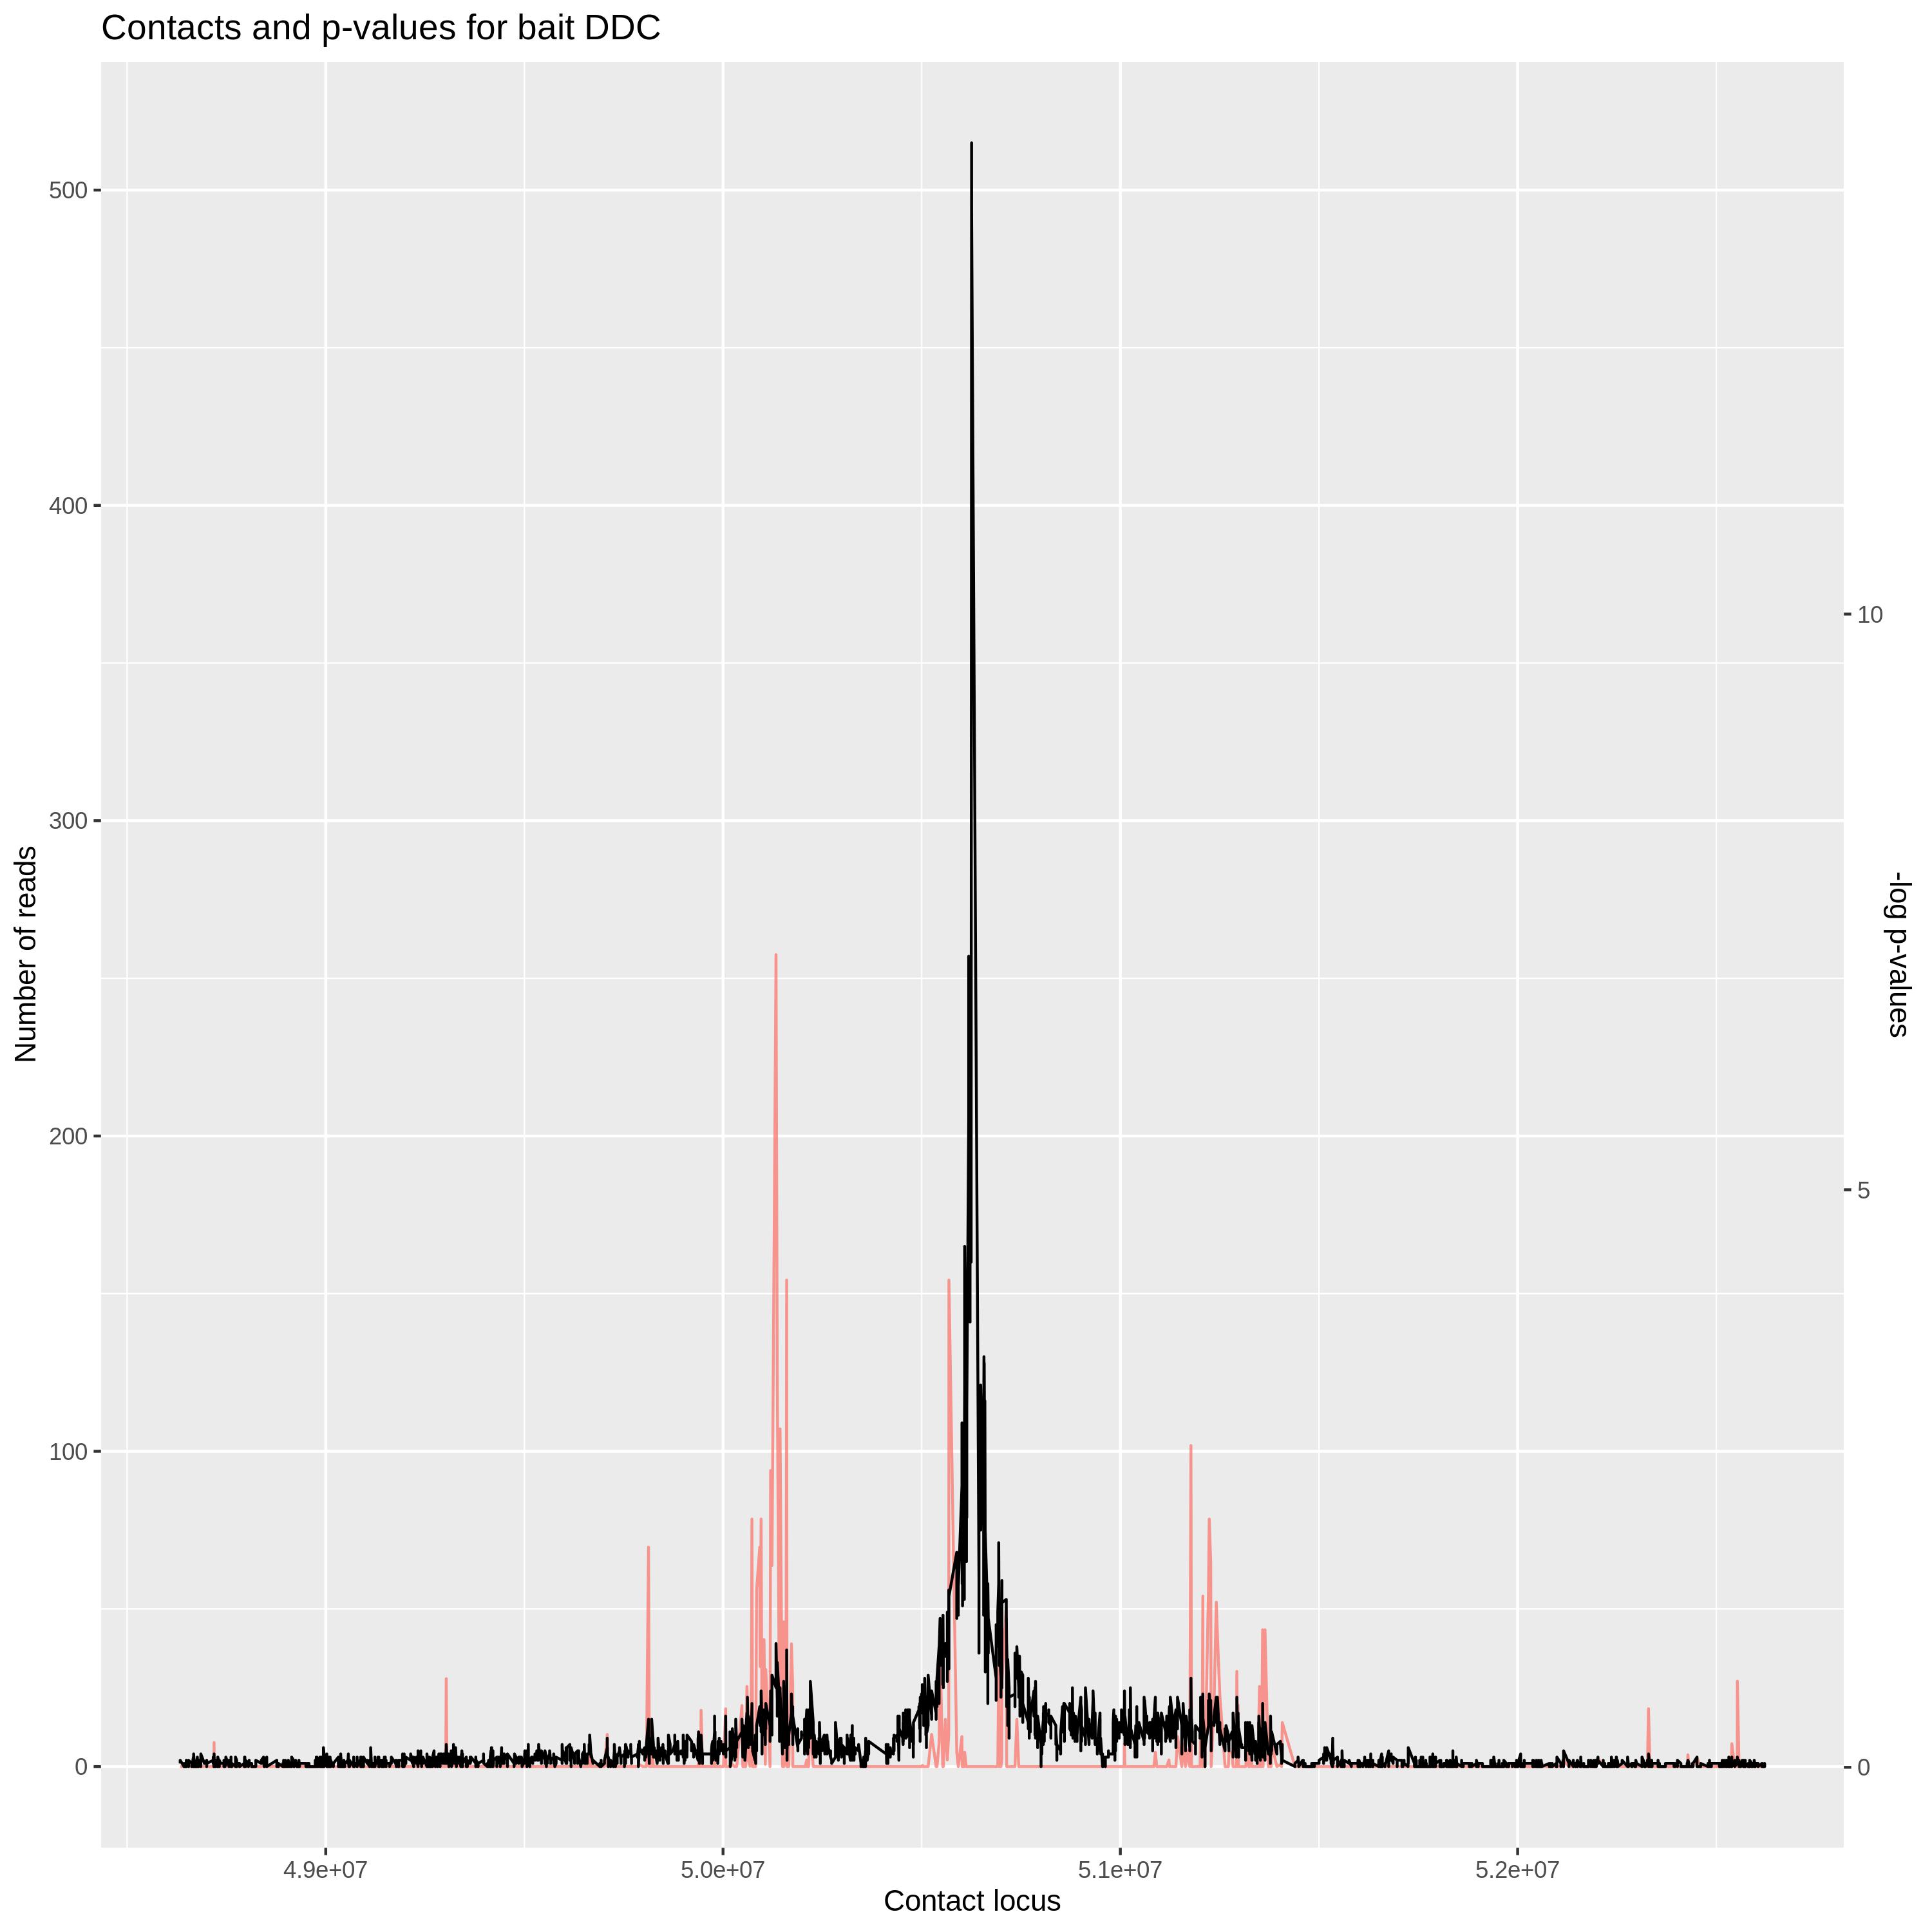 Contacts and p-values for bait DDC
500
400
300
200
100
0
Number of reads
10
5
0
-log p-values
4.9e+07
5.0e+07
5.1e+07
5.2e+07
Contact locus